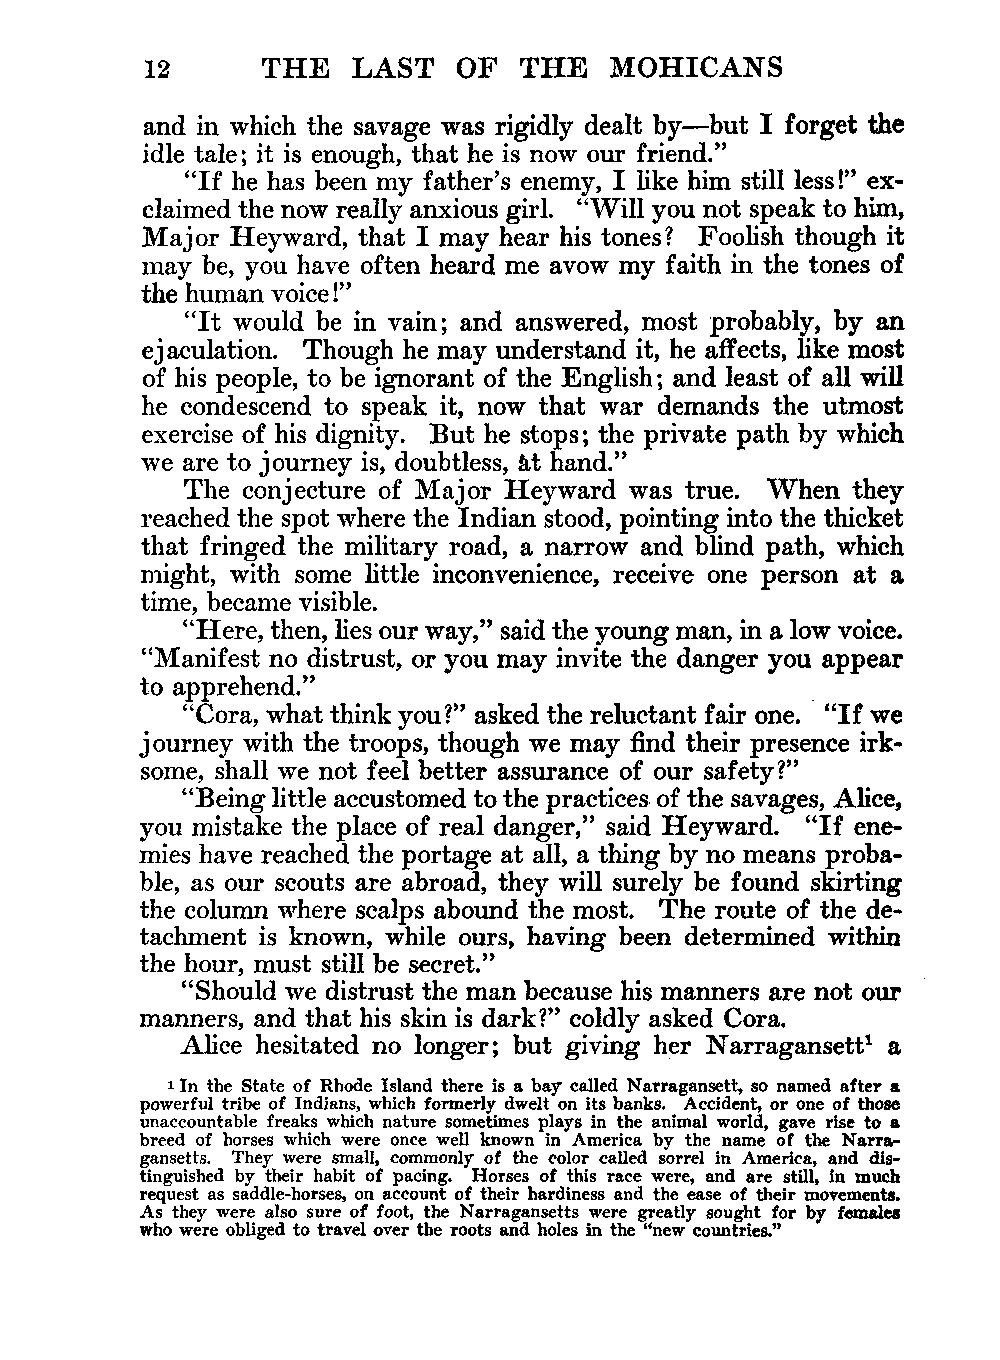 12 THE LAST OF THE MOHICANS
and in which the savage was rigidly dealt by—but I forget the
idle tale; it is enough, that he is now our friend.”
“If he has been my father’s enemy, I like him still less!” ex-
claimed the now really anxious girl. “Will you not speak to him,
Major Heyward, that I may hear his tones? Foolish though it
may be, you have often heard me avow my faith in the tones of
the human voice!”
“It would be in vain; and answered, most probably, by an
ejaculation. Though he may understand it, he affects, like most
of his people, to be ignorant of the English; and least of all will
he condescend to speak it, now that war demands the utmost
exercise of his dignity. But he stops; the private path by which
we are to journey is, doubtless, at hand.”
The conjecture of Major Heyward was true. When they
reached the spot where the Indian stood, pointing into the thicket
that fringed the military road, a narrow and blind path, which
might, with some little inconvenience, receive one person at a
time, became visible.
“Here, then, lies our way,” said the young man, in a low voice.
“Manifest no distrust, or you may invite the danger you appear
to apprehend.”
“Cora, what think you?” asked the reluctant fair one. “If we
journey with the troops, though we may find their presence irk-
some, shall we not feel better assurance of our safety?”
“Being little accustomed to the practices of the savages, Alice,
you mistake the place of real danger,” said Heyward. “If ene-
mies have reached the portage at all, a thing by no means proba-
ble, as our scouts are abroad, they will surely be found skirting
the column where scalps abound the most. The route of the de-
tachment is known, while ours, having been determined within
the hour, must still be secret.”
“Should we distrust the man because his manners are not our
manners, and that his skin is dark?” coldly asked Cora.
Alice hesitated no longer; but giving her Narragansett¹ a
¹ In the State of Rhode Island there is a bay called Narragansett, so named after a
powerful tribe of Indians, which formerly dwelt on its banks. Accident, or one of those
unaccountable freaks which nature sometimes plays in the animal world, gave rise to a
breed of horses which were once well known in America by the name of the Narra-
gansetts. They were small, commonly of the color called sorrel in America, and dis-
tinguished by their habit of pacing. Horses of this race were, and are still, in much
request as saddle-horses, on account of their hardiness and the ease of their movements.
As they were also sure of foot, the Narragansetts were greatly sought for by females
who were obliged to travel over the roots and holes in the “new countries.”